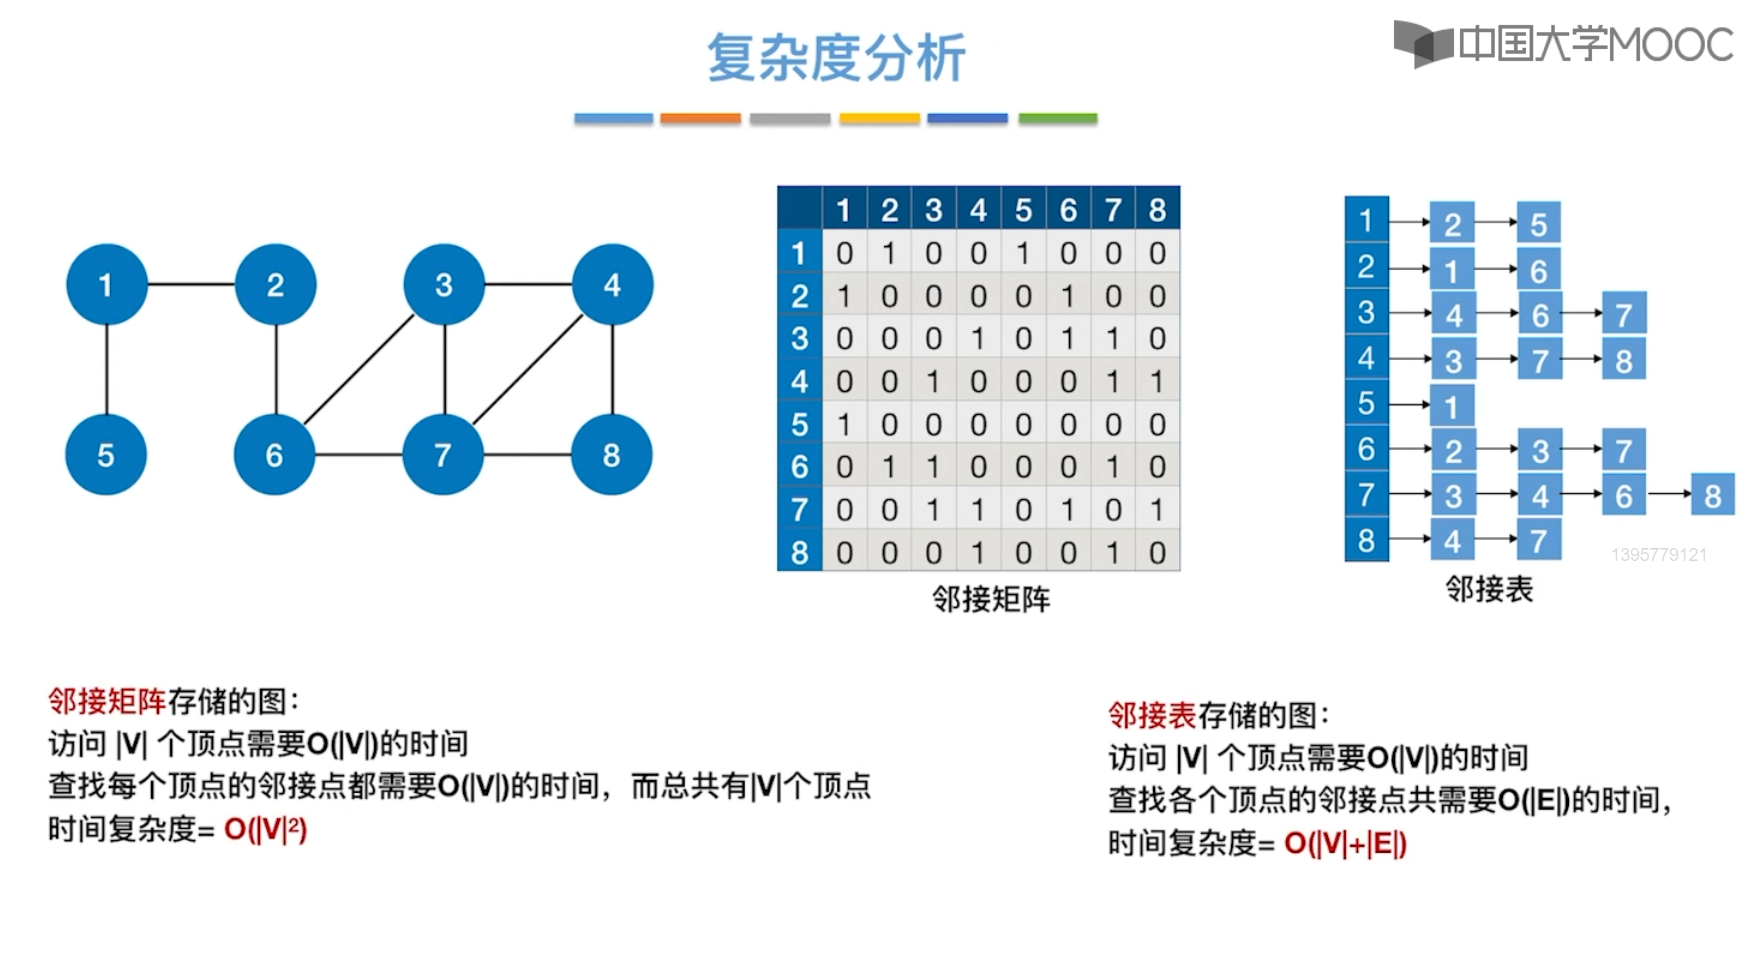 复杂度分析
中国大学MOOC
1 2 3 4
5 6 7 8
1 2 3 4 5 6 7 8
1 0 1 0 0 1 0 0 0
2 1 0 0 0 0 1 0 0
3 0 0 0 1 0 1 1 0
4 0 0 1 0 0 0 1 1
5 1 0 0 0 0 0 0 0
6 0 1 1 0 0 0 1 0
7 0 0 1 1 0 1 0 1
8 0 0 0 1 0 0 1 0
邻接矩阵
1 2 5
2 1 6
3 4 6 7
4 3 7 8
5 1
6 2 3 7
7 3 4 6 8
8 4 7
1395779121
邻接表
邻接矩阵存储的图：
访问 |V| 个顶点需要O(|V|)的时间
查找每个顶点的邻接点都需要O(|V|)的时间，而总共有|V|个顶点
时间复杂度= O(|V|²)
邻接表存储的图：
访问 |V| 个顶点需要O(|V|)的时间
查找各个顶点的邻接点共需要O(|E|)的时间，
时间复杂度= O(|V|+|E|)